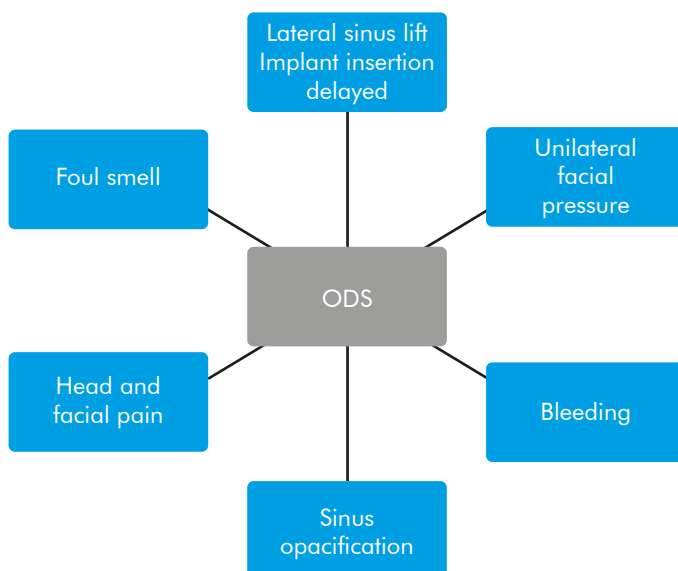 Lateral sinus lift
Implant insertion
delayed
Foul smell
Unilateral
facial
pressure
ODS
Head and
facial pain
Bleeding
Sinus
opacification